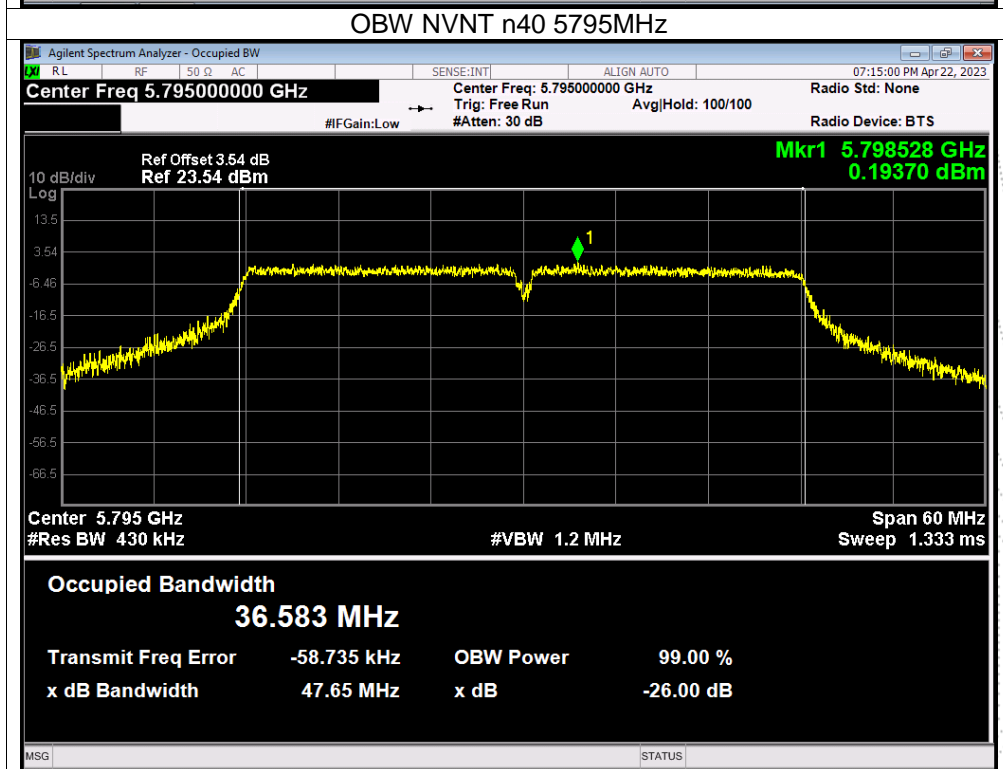 OBW NVNT n40 5795MHz
Agilent Spectrum Analyzer - Occupied BW
LXI RL RF 50 Ω AC SENSE:INT ALIGN AUTO 07:15:00 PM Apr 22, 2023
Center Freq 5.795000000 GHz Center Freq: 5.795000000 GHz Radio Std: None
Trig: Free Run Avg|Hold: 100/100
#IFGain:Low #Atten: 30 dB Radio Device: BTS
Mkr1 5.798528 GHz
0.19370 dBm
Ref Offset 3.54 dB
10 dB/div Ref 23.54 dBm
Log
13.5
3.54
-6.46
-16.5
-26.5
-36.5
-46.5
-56.5
-66.5
1
Center 5.795 GHz Span 60 MHz
#Res BW 430 kHz #VBW 1.2 MHz Sweep 1.333 ms
Occupied Bandwidth
36.583 MHz
Transmit Freq Error -58.735 kHz OBW Power 99.00 %
x dB Bandwidth 47.65 MHz x dB -26.00 dB
MSG STATUS